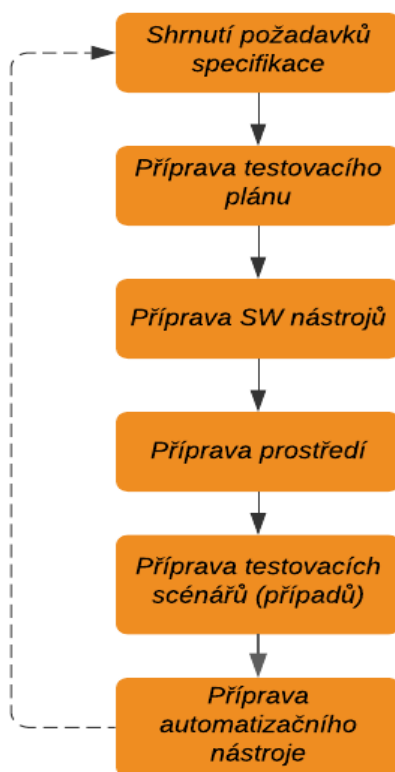 Shrnutí požadavků
specifikace
Příprava testovacího
plánu
Příprava SW nástrojů
Příprava prostředí
Příprava testovacích
scénářů (případů)
Příprava
automatizačního
nástroje